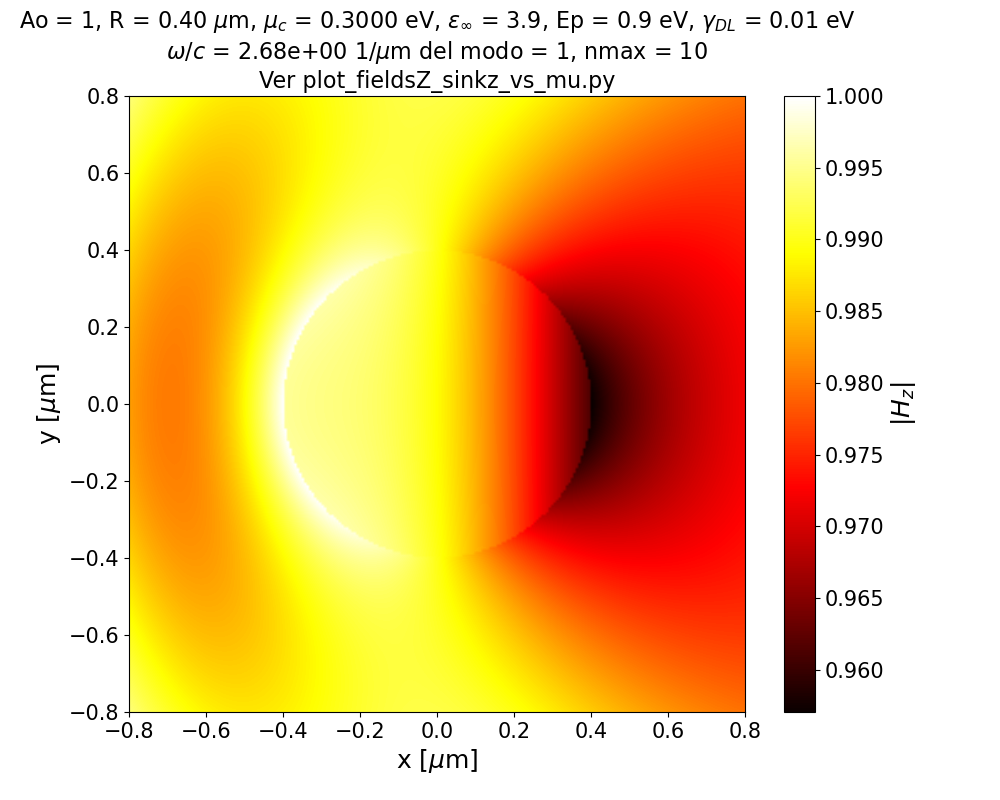 Ao = 1, R = 0.40 μm, μ_c = 0.3000 eV, ε_∞ = 3.9, Ep = 0.9 eV, γ_DL = 0.01 eV
ω/c = 2.68e+00 1/μm del modo = 1, nmax = 10
Ver plot_fieldsZ_sinkz_vs_mu.py
0.8
0.6
0.4
0.2
0.0
−0.2
−0.4
−0.6
−0.8
y [μm]
−0.8 −0.6 −0.4 −0.2 0.0 0.2 0.4 0.6 0.8
x [μm]
1.000
0.995
0.990
0.985
0.980
0.975
0.970
0.965
0.960
|H_z|